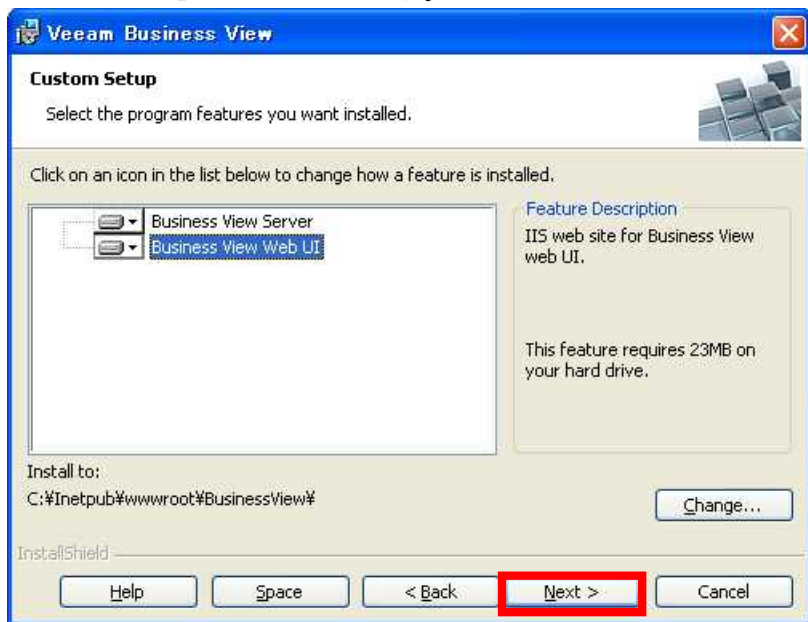 Veeam Business View
Custom Setup
Select the program features you want installed.
Click on an icon in the list below to change how a feature is installed.
Business View Server
Business View Web UI
Feature Description
IIS web site for Business View
web UI.
This feature requires 23MB on
your hard drive.
Install to:
C:¥Inetpub¥wwwroot¥BusinessView¥
Change...
InstallShield
Help
Space
< Back
Next >
Cancel